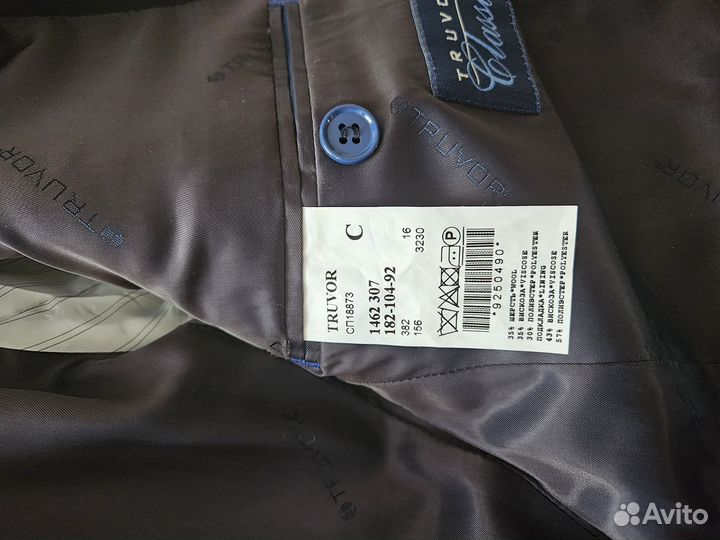 TRUVOR
Classic
TRUVOR
TRUVOR
TRUVOR
TRUVOR
TRUVOR C
СП18873
1462 307 16
182-104-92 3230
382
156
P
*9250490*
35% ШЕРСТЬ*WOOL
35% ВИСКОЗА*VISCOSE
30% ПОЛИЭСТЕР*POLYESTER
ПОДКЛАДКА*LINING
43% ВИСКОЗА*VISCOSE
57% ПОЛИЭСТЕР*POLYESTER
Avito